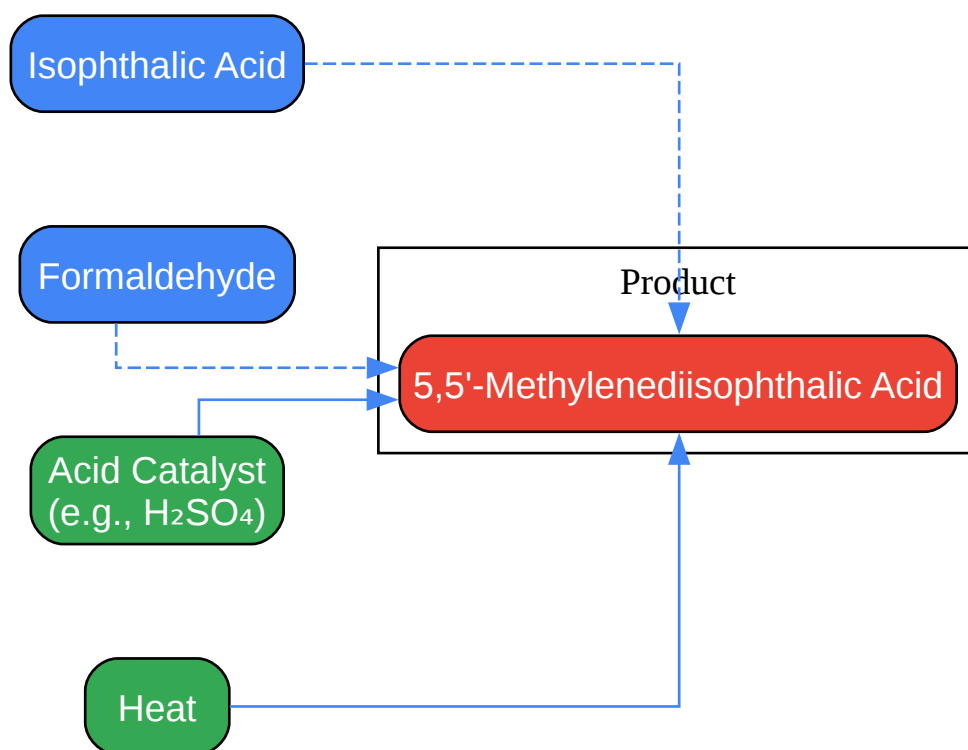 Isophthalic Acid
Formaldehyde
Product
5,5'-Methylenediisophthalic Acid
Acid Catalyst
(e.g., H₂SO₄)
Heat